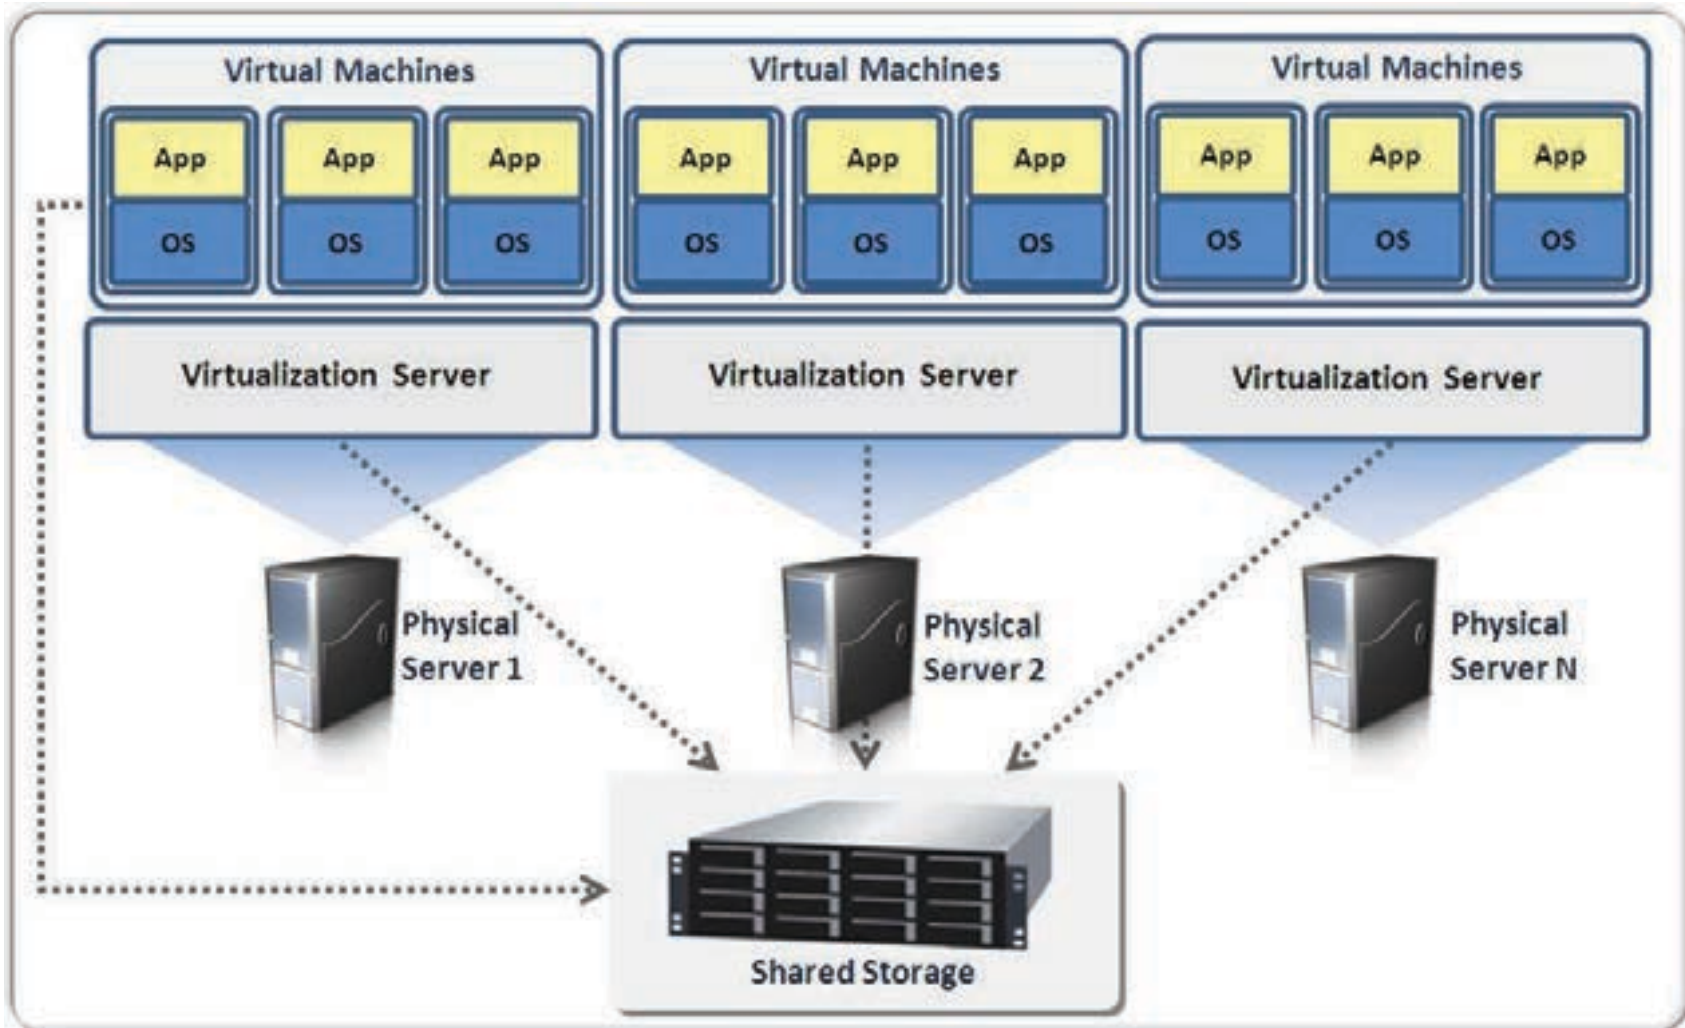 Virtual Machines
Virtual Machines
Virtual Machines
App App App
App App App
App App App
OS OS OS
OS OS OS
OS OS OS
Virtualization Server
Virtualization Server
Virtualization Server
Physical
Server 1
Physical
Server 2
Physical
Server N
Shared Storage